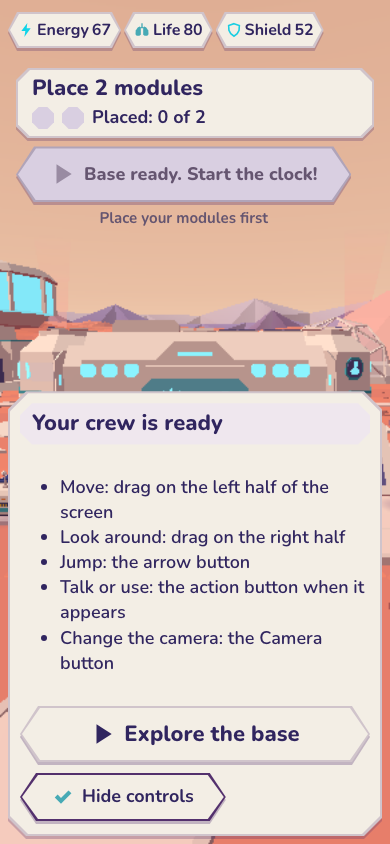 Energy 67 Life 80 Shield 52
Place 2 modules
Placed: 0 of 2
Base ready. Start the clock!
Place your modules first
Your crew is ready
• Move: drag on the left half of the
screen
• Look around: drag on the right half
• Jump: the arrow button
• Talk or use: the action button when it
appears
• Change the camera: the Camera
button
Explore the base
Hide controls